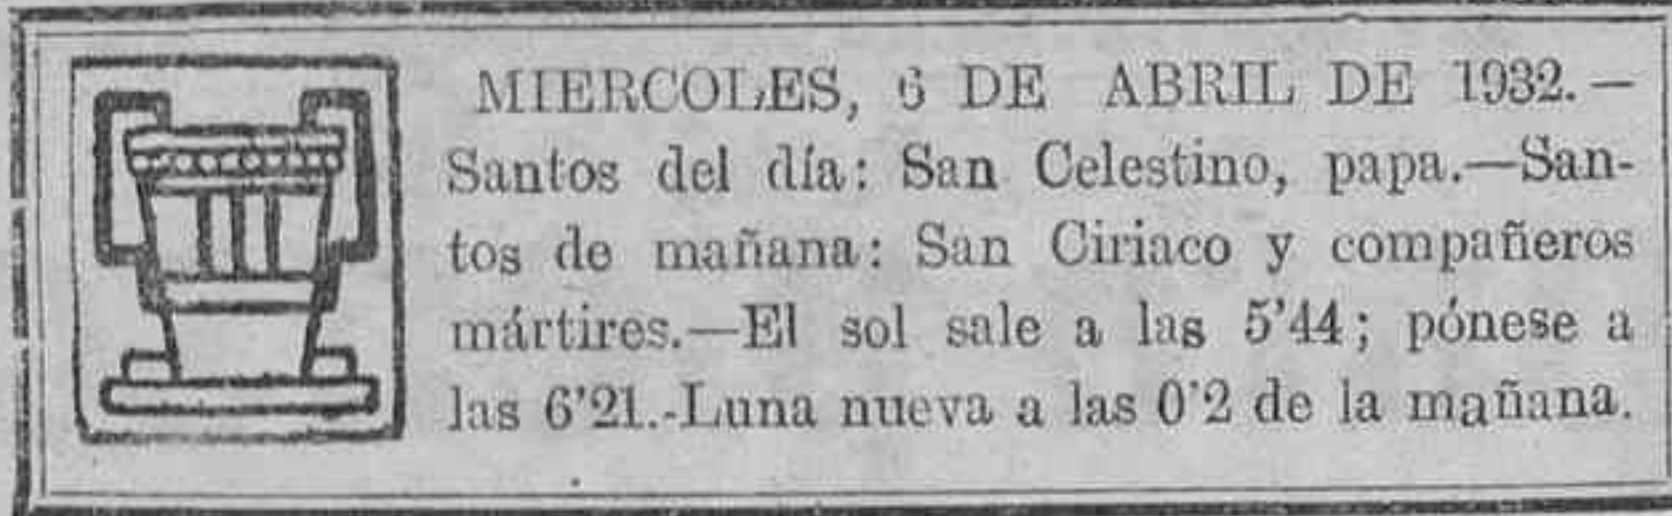 MIERCOLES, 6 DE ABRIL DE 1932.—
Santos del día: San Celestino, papa.—San-
tos de mañana: San Ciriaco y compañeros
mártires.—El sol sale a las 5'44; pónese a
las 6'21.-Luna nueva a las 0'2 de la mañana.